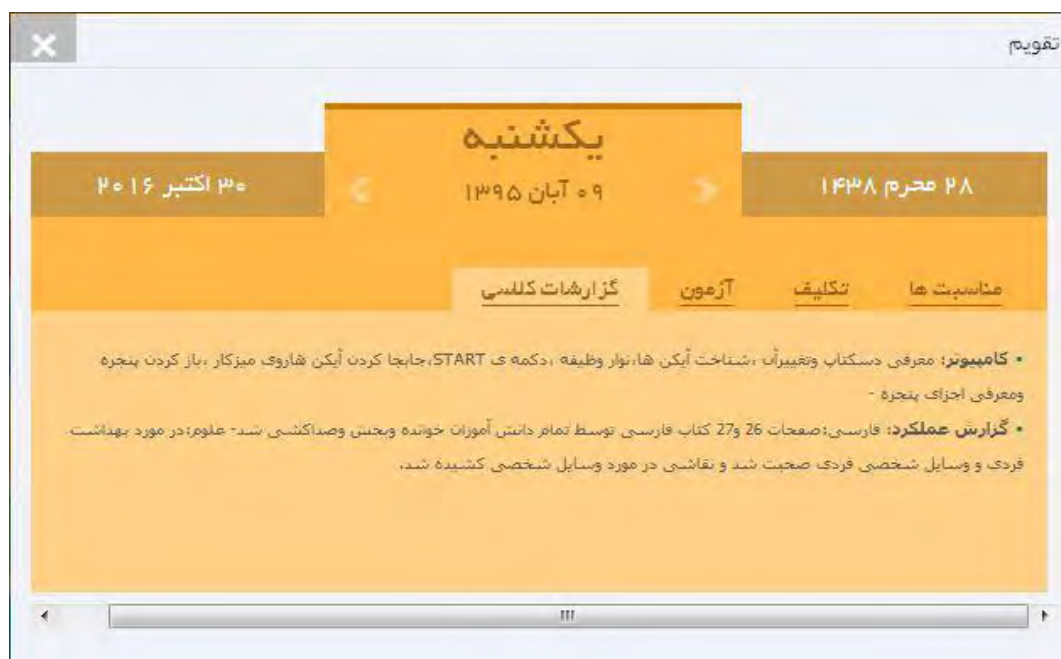 تقویم
یکشنبه
۲۸ محرم ۱۴۳۸
۰۹ آبان ۱۳۹۵
۳۰ اکتبر ۲۰۱۶
مناسبت ها
تکلیف
آزمون
گزارشات کلاسی
• کامپیوتر: معرفی دسکتاپ وتغییرآن ،شناخت آیکن ها،نوار وظیفه ،دکمه ی START،جابجا کردن آیکن هاروی میزکار ،باز کردن پنجره
ومعرفی اجزای پنجره -
• گزارش عملکرد: فارسی:صفحات 26 و27 کتاب فارسی توسط تمام دانش آموزان خونده وبخش وصداکشی شد- علوم:در مورد بهداشت
فردی و وسایل شخصی فردی صحبت شد و نقاشی در مورد وسایل شخصی کشیده شد.